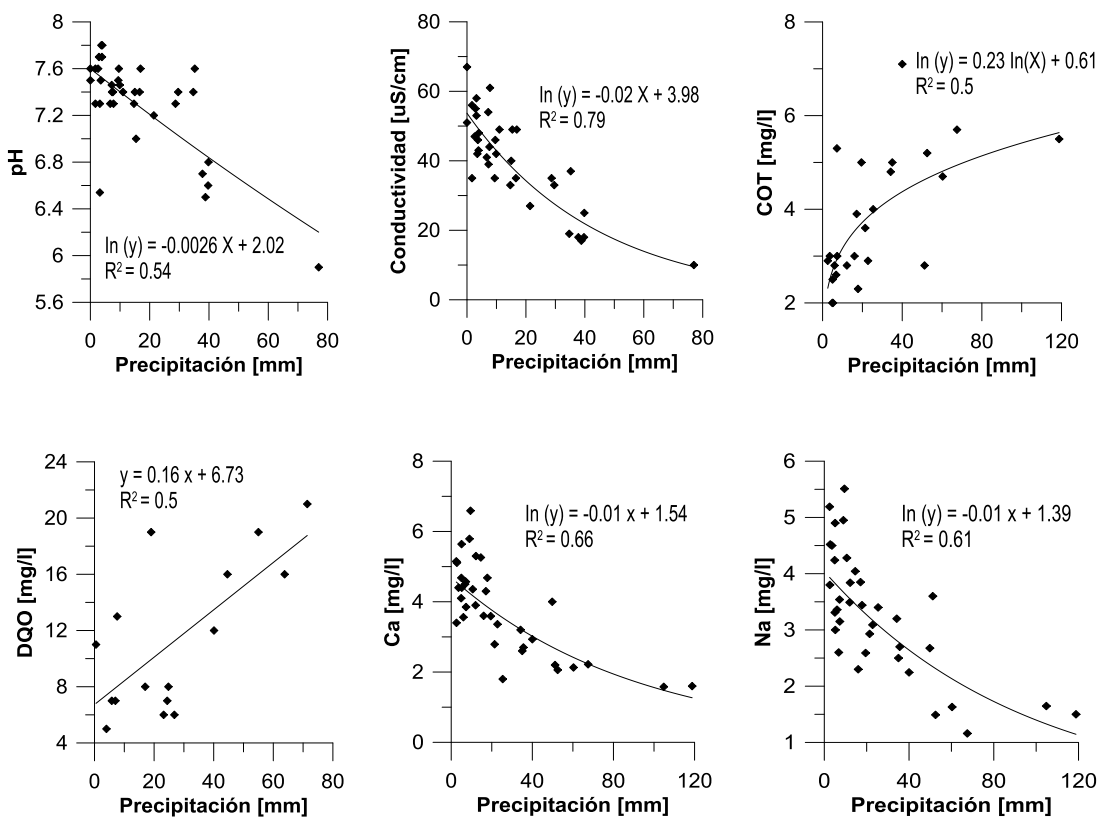 8
7.6
7.2
6.8
6.4
6
5.6
pH
ln (y) = -0.0026 X + 2.02
R² = 0.54
0 20 40 60 80
Precipitación [mm]
80
60
40
20
0
Conductividad [uS/cm]
ln (y) = -0.02 X + 3.98
R² = 0.79
0 20 40 60 80
Precipitación [mm]
8
6
4
2
COT [mg/l]
ln (y) = 0.23 ln(X) + 0.61
R² = 0.5
0 40 80 120
Precipitación [mm]
24
20
16
12
8
4
DQO [mg/l]
y = 0.16 x + 6.73
R² = 0.5
0 20 40 60 80
Precipitación [mm]
8
6
4
2
0
Ca [mg/l]
ln (y) = -0.01 x + 1.54
R² = 0.66
0 40 80 120
Precipitación [mm]
6
5
4
3
2
1
Na [mg/l]
ln (y) = -0.01 x + 1.39
R² = 0.61
0 40 80 120
Precipitación [mm]